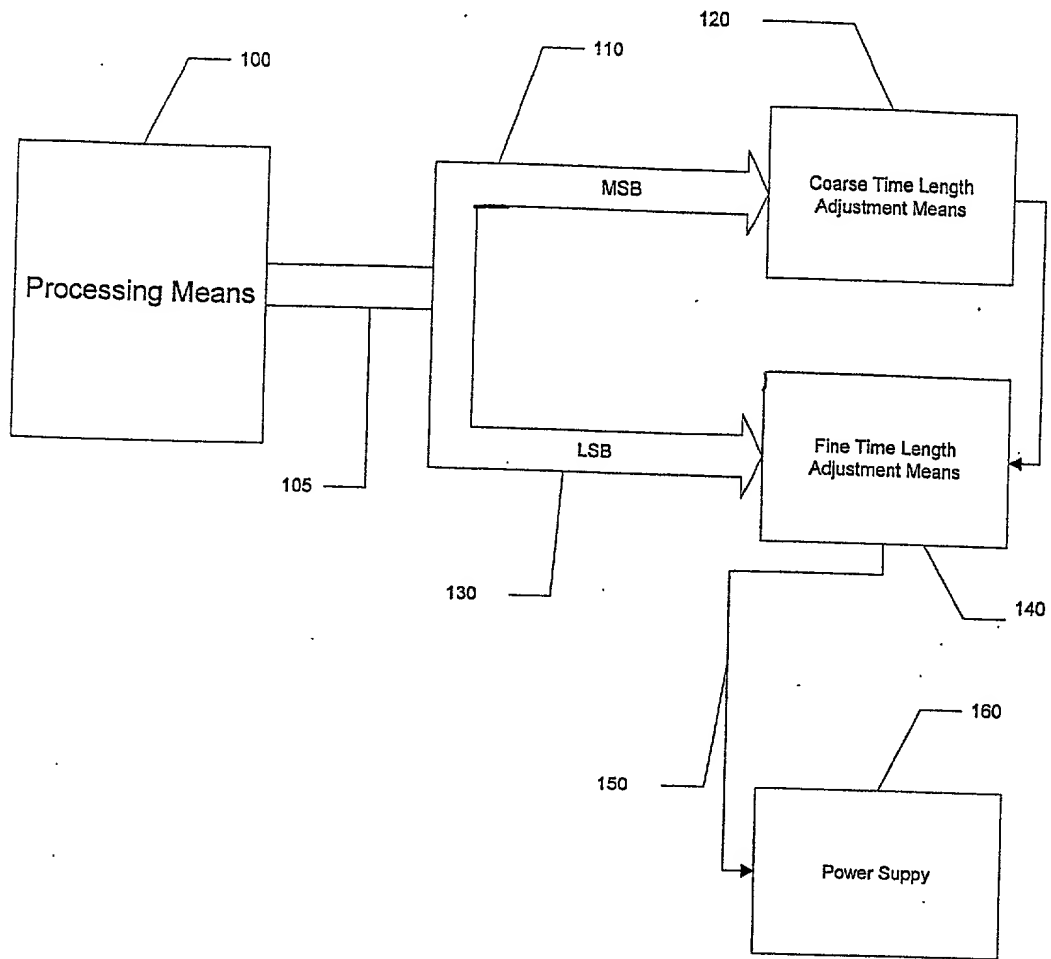 120
100
110
Processing Means
MSB
Coarse Time Length
Adjustment Means
105
LSB
Fine Time Length
Adjustment Means
130
140
150
160
Power Suppy